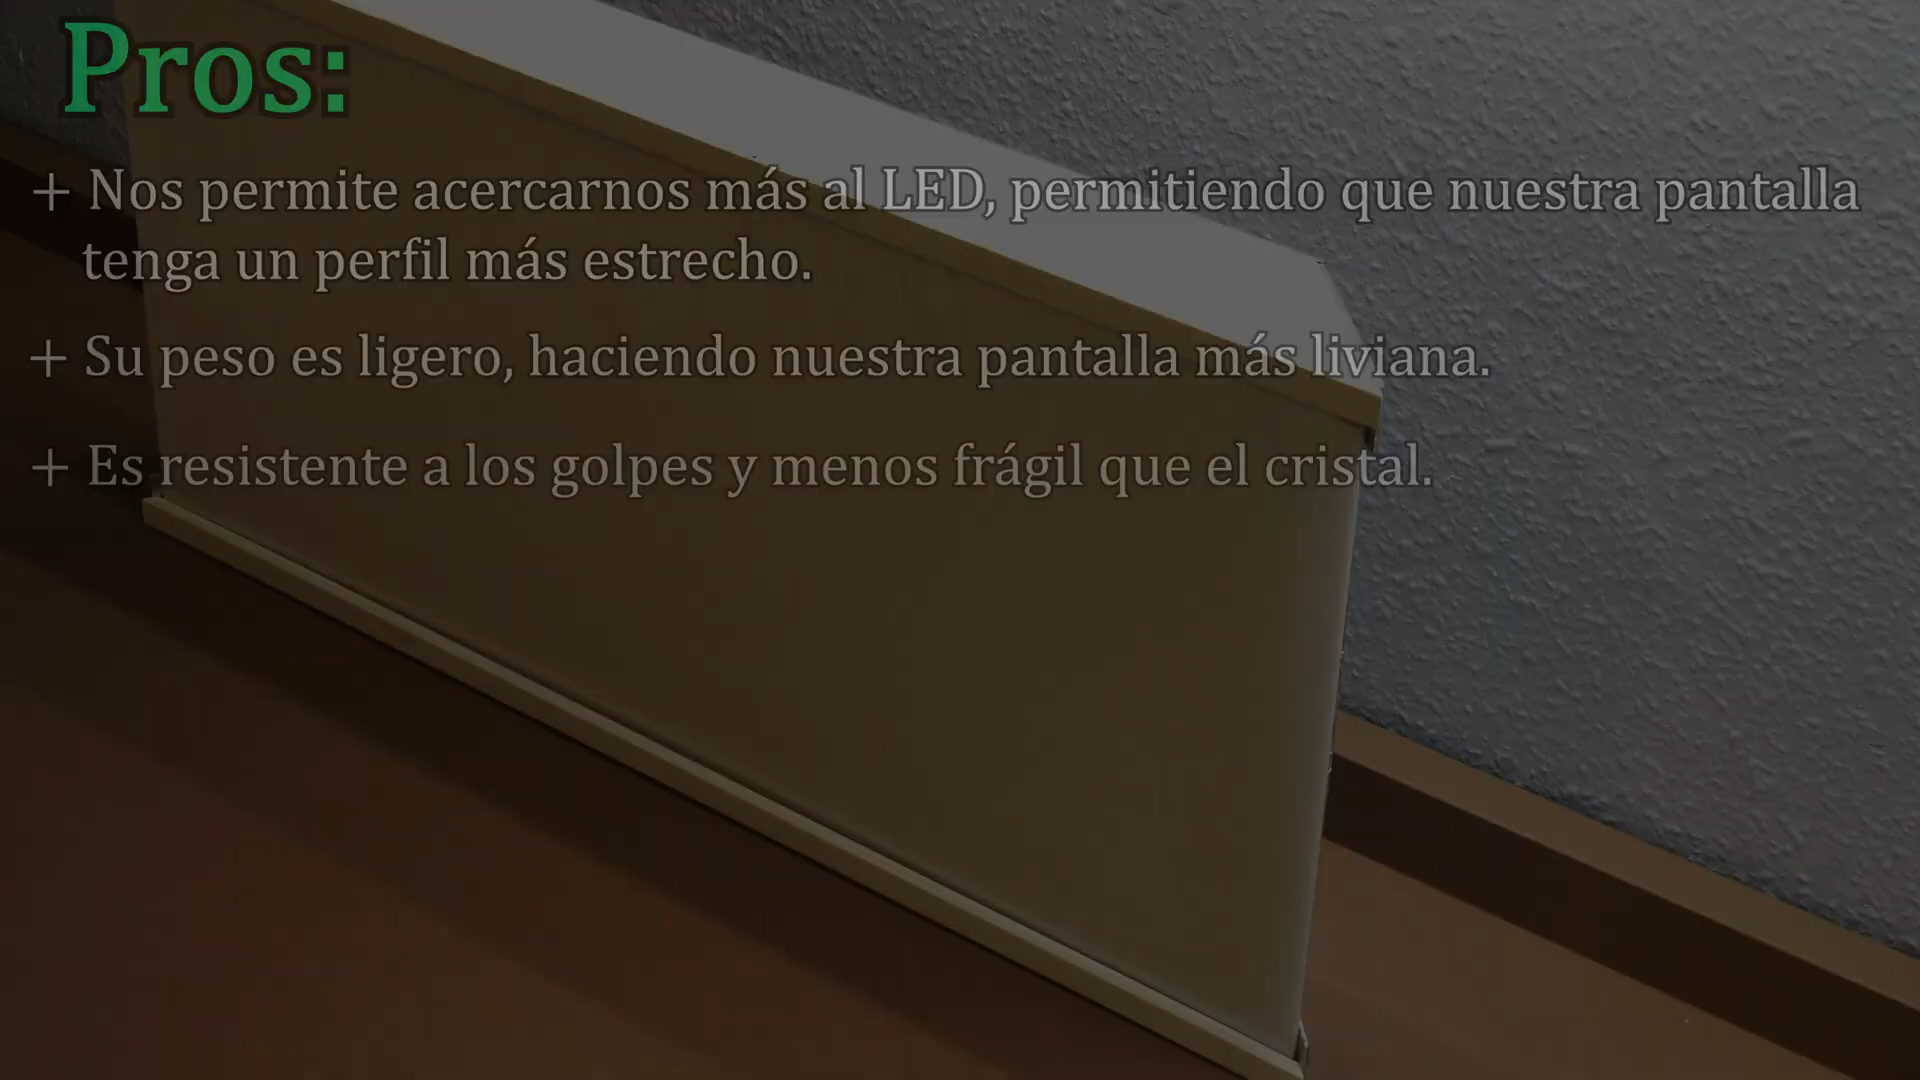 Pros:
+ Nos permite acercarnos más al LED, permitiendo que nuestra pantalla
tenga un perfil más estrecho.
+ Su peso es ligero, haciendo nuestra pantalla más liviana.
+ Es resistente a los golpes y menos frágil que el cristal.